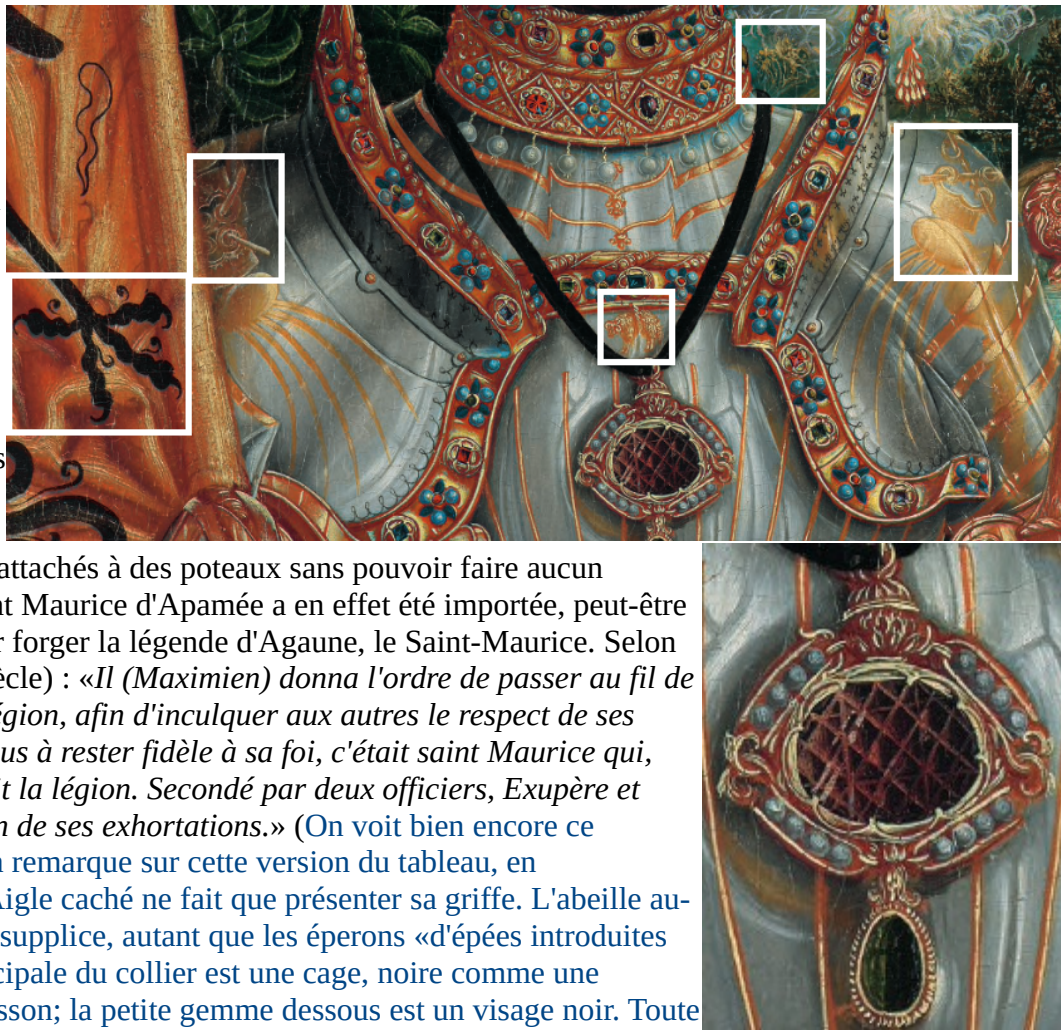 s
attachés à des poteaux sans pouvoir faire aucun
nt Maurice d'Apamée a en effet été importée, peut-être
r forger la légende d'Agaune, le Saint-Maurice. Selon
ècle) : «Il (Maximien) donna l'ordre de passer au fil de
égion, afin d'inculquer aux autres le respect de ses
us à rester fidèle à sa foi, c'était saint Maurice qui,
it la légion. Secondé par deux officiers, Exupère et
n de ses exhortations.» (On voit bien encore ce
n remarque sur cette version du tableau, en
Aigle caché ne fait que présenter sa griffe. L'abeille au-
supplice, autant que les éperons «d'épées introduites
cipale du collier est une cage, noire comme une
sson; la petite gemme dessous est un visage noir. Toute